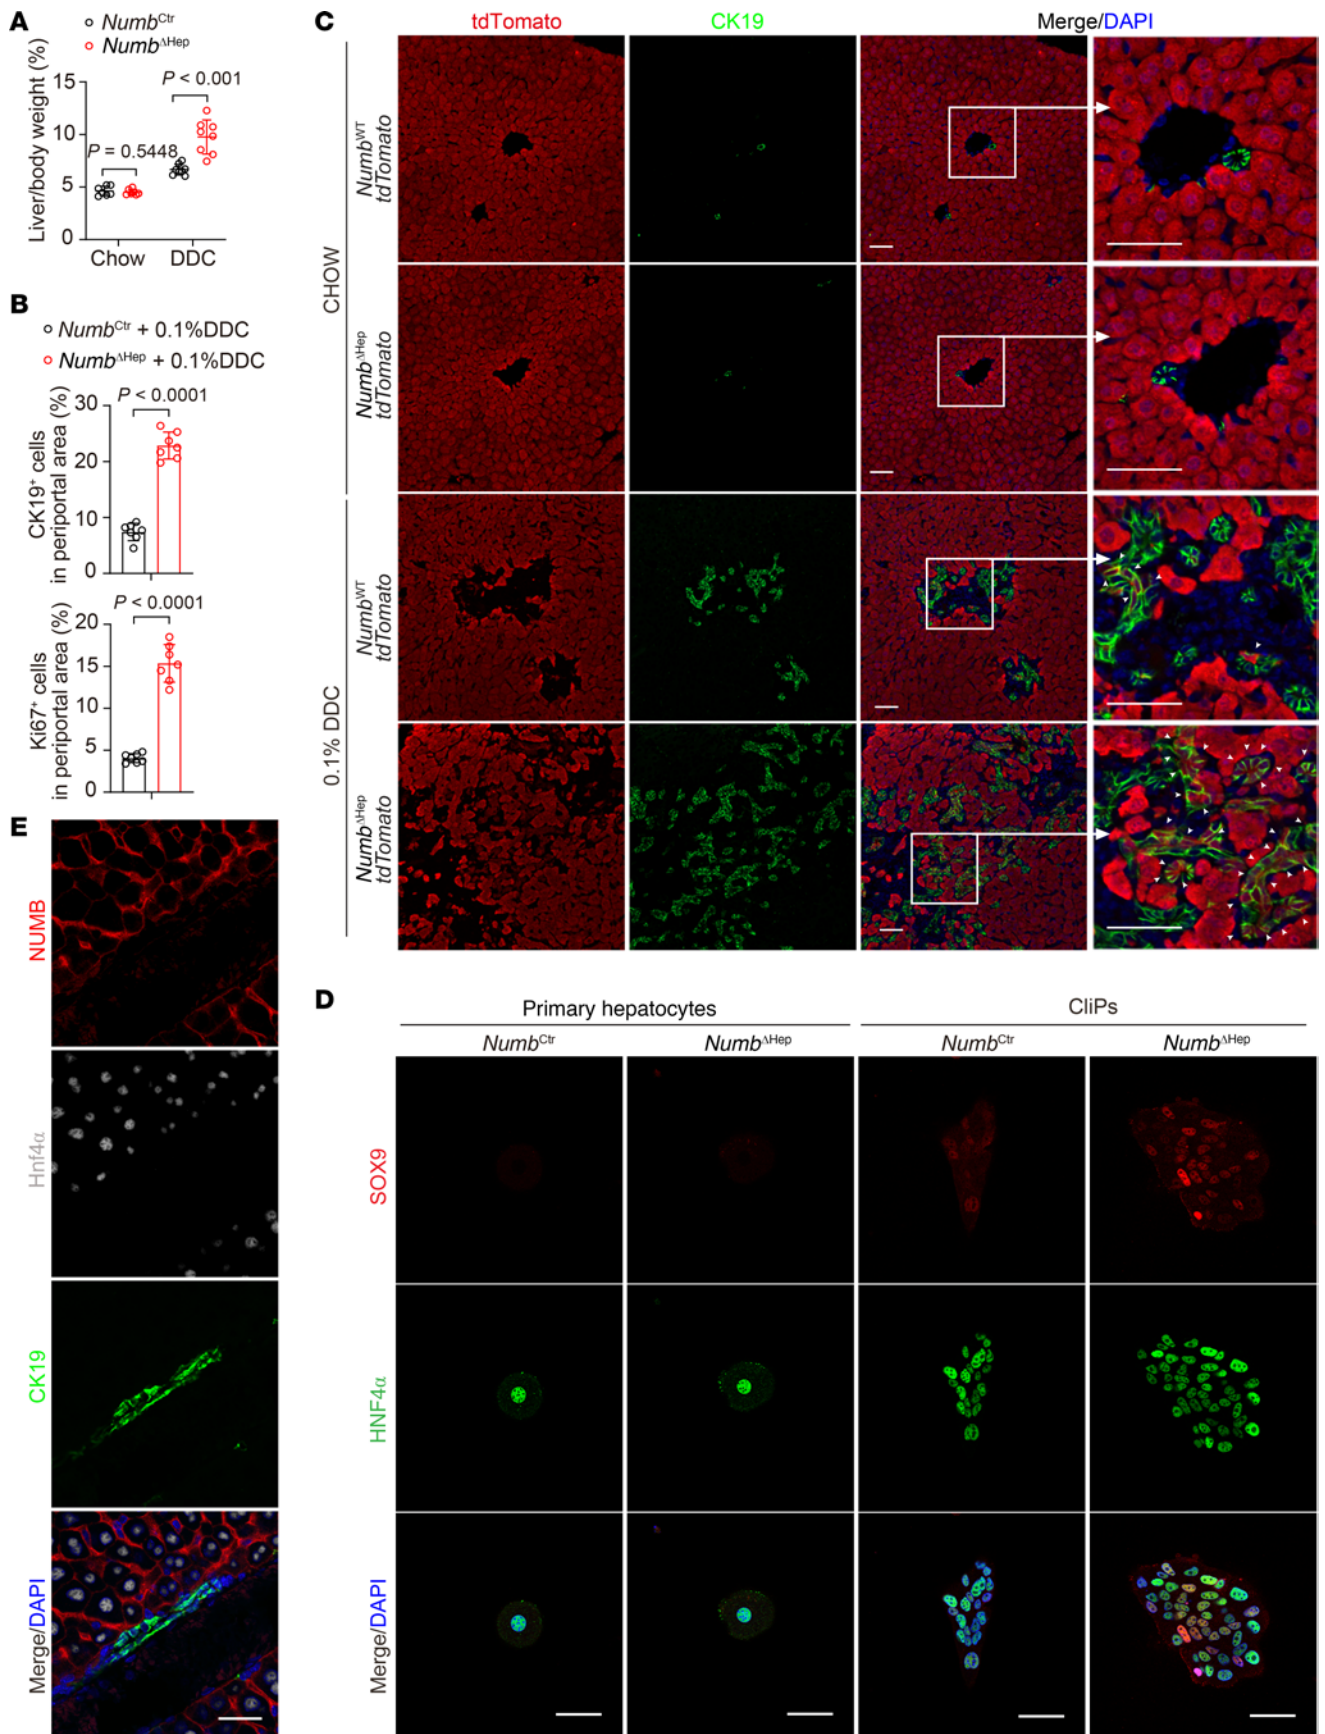 A
Numb^Ctr
Numb^ΔHep
Liver/body weight (%)
15
10
5
0
P < 0.001
P = 0.5448
Chow DDC
B
Numb^Ctr + 0.1%DDC
Numb^ΔHep + 0.1%DDC
CK19+ cells
in periportal area (%)
P < 0.0001
30
20
10
0
Ki67+ cells
in periportal area (%)
P < 0.0001
20
15
10
5
0
C
tdTomato CK19 Merge/DAPI
CHOW
Numb^WT
tdTomato
Numb^ΔHep
tdTomato
0.1% DDC
Numb^WT
tdTomato
Numb^ΔHep
tdTomato
E
NUMB
Hnf4α
CK19
Merge/DAPI
D
Primary hepatocytes CliPs
Numb^Ctr Numb^ΔHep Numb^Ctr Numb^ΔHep
SOX9
HNF4α
Merge/DAPI